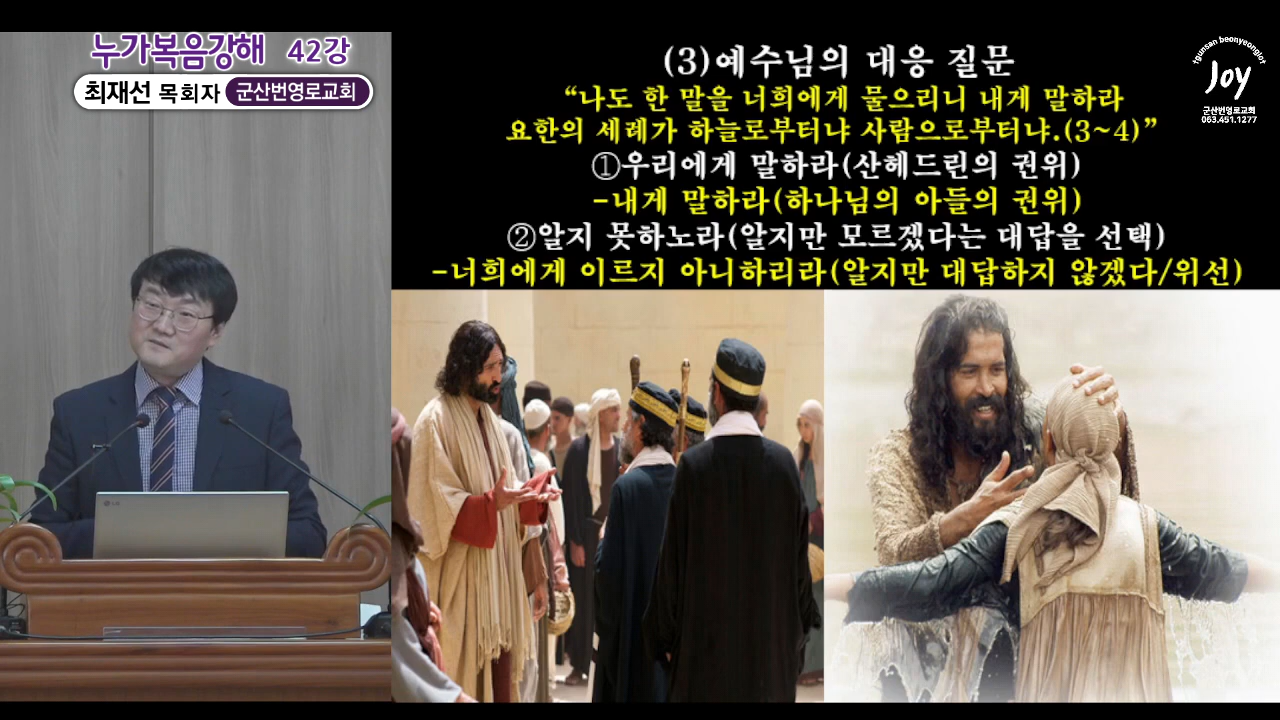 누가복음강해 42강
최재선 목회자 군산번영로교회
(3)예수님의 대응 질문
“나도 한 말을 너희에게 물으리니 내게 말하라
요한의 세례가 하늘로부터냐 사람으로부터냐.(3~4)”
①우리에게 말하라(산헤드린의 권위)
-내게 말하라(하나님의 아들의 권위)
②알지 못하노라(알지만 모르겠다는 대답을 선택)
-너희에게 이르지 아니하리라(알지만 대답하지 않겠다/위선)
Joy
군산번영로교회
063.451.1277
LG